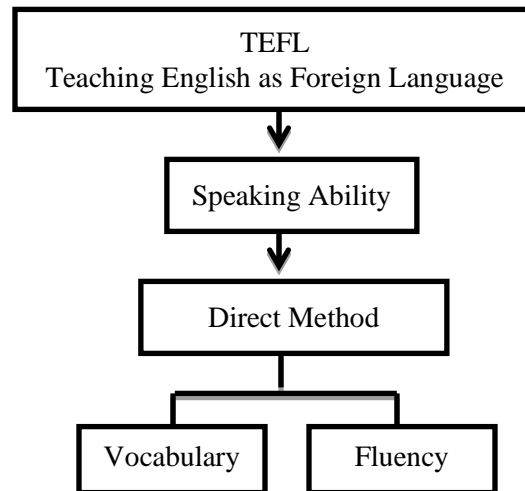 TEFL
Teaching English as Foreign Language
Speaking Ability
Direct Method
Vocabulary
Fluency